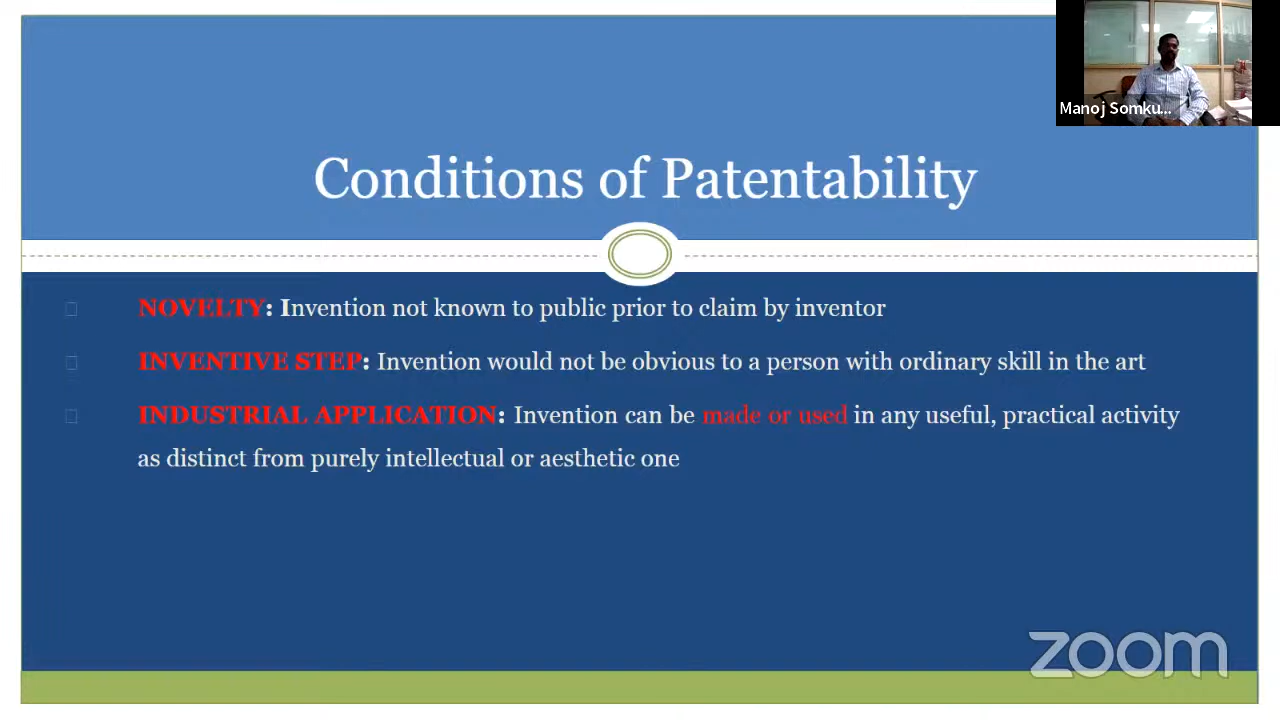 Manoj Somku...
Conditions of Patentability
NOVELTY: Invention not known to public prior to claim by inventor
INVENTIVE STEP: Invention would not be obvious to a person with ordinary skill in the art
INDUSTRIAL APPLICATION: Invention can be made or used in any useful, practical activity
as distinct from purely intellectual or aesthetic one
zoom